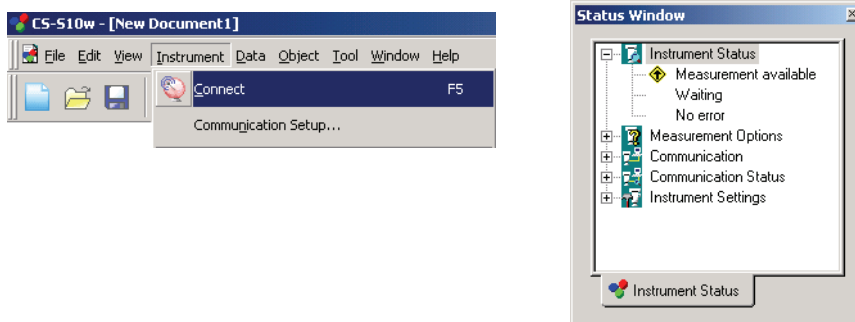 CS-S10w - [New Document1]
File Edit View Instrument Data Object Tool Window Help
Connect F5
Communication Setup...
Status Window
Instrument Status
Measurement available
Waiting
No error
Measurement Options
Communication
Communication Status
Instrument Settings
Instrument Status